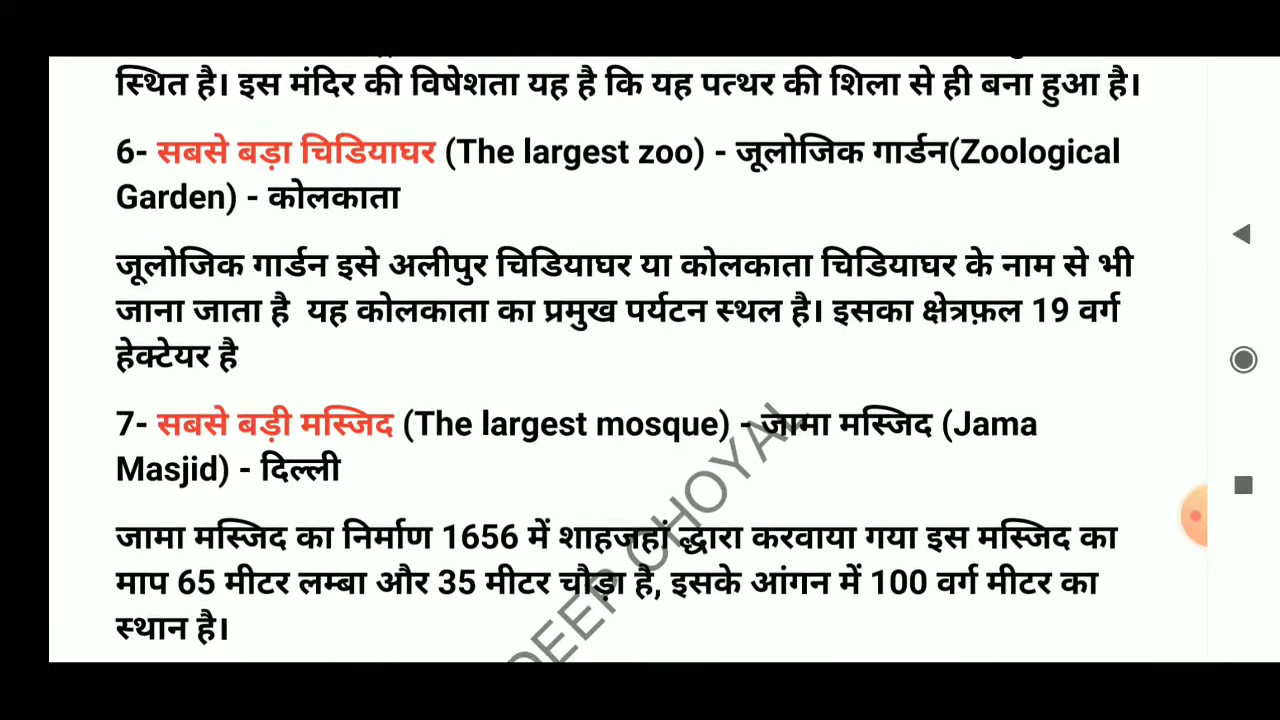 स्थित है। इस मंदिर की विषेशता यह है कि यह पत्थर की शिला से ही बना हुआ है।
6- सबसे बड़ा चिडियाघर (The largest zoo) - जूलोजिक गार्डन(Zoological
Garden) - कोलकाता
जूलोजिक गार्डन इसे अलीपुर चिडियाघर या कोलकाता चिडियाघर के नाम से भी
जाना जाता है यह कोलकाता का प्रमुख पर्यटन स्थल है। इसका क्षेत्रफ़ल 19 वर्ग
हेक्टेयर है
7- सबसे बड़ी मस्जिद (The largest mosque) - जामा मस्जिद (Jama
Masjid) - दिल्ली
जामा मस्जिद का निर्माण 1656 में शाहजहां द्धारा करवाया गया इस मस्जिद का
माप 65 मीटर लम्बा और 35 मीटर चौड़ा है, इसके आंगन में 100 वर्ग मीटर का
स्थान है।